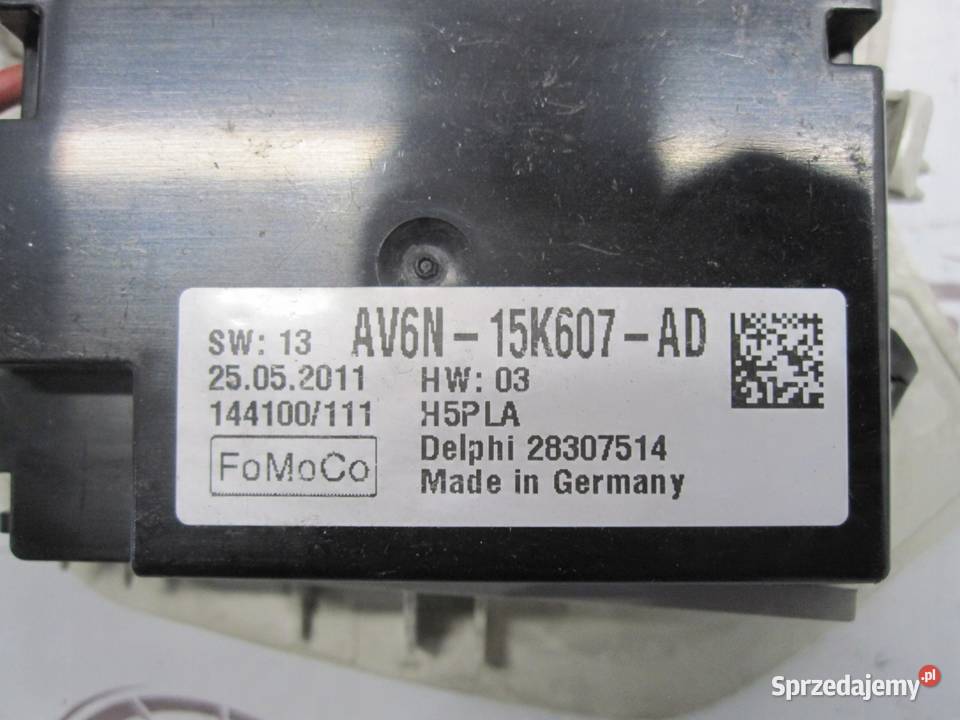 SW: 13 AV6N-15K607-AD
25.05.2011 HW: 03
144100/111 H5PLA
Delphi 28307514
FoMoCo
Made in Germany
Sprzedajemy.pl